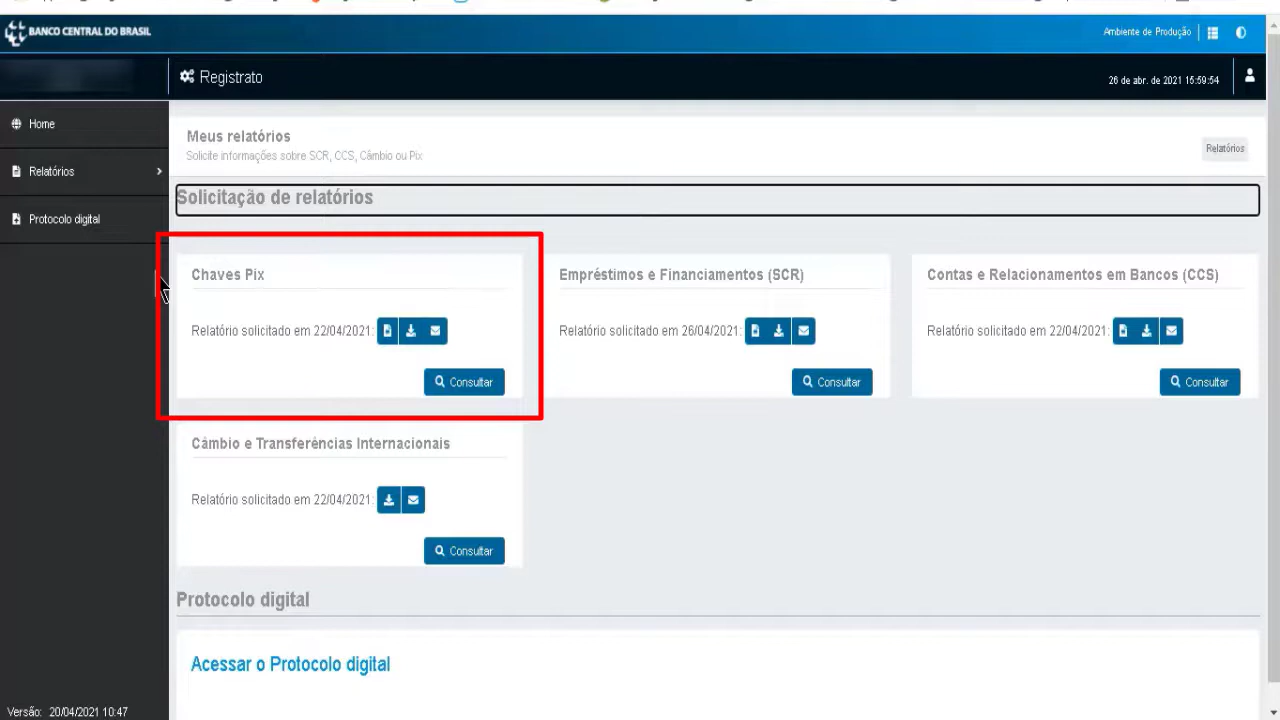 BANCO CENTRAL DO BRASIL
Ambiente de Produção
Registrato
26 de abr. de 2021 15:59:54
Home
Relatórios
Protocolo digital
Meus relatórios
Solicite informações sobre SCR, CCS, Câmbio ou Pix
Relatórios
Solicitação de relatórios
Chaves Pix
Relatório solicitado em 22/04/2021:
Consultar
Empréstimos e Financiamentos (SCR)
Relatório solicitado em 26/04/2021:
Consultar
Contas e Relacionamentos em Bancos (CCS)
Relatório solicitado em 22/04/2021:
Consultar
Câmbio e Transferências Internacionais
Relatório solicitado em 22/04/2021:
Consultar
Protocolo digital
Acessar o Protocolo digital
Versão: 20/04/2021 10:47